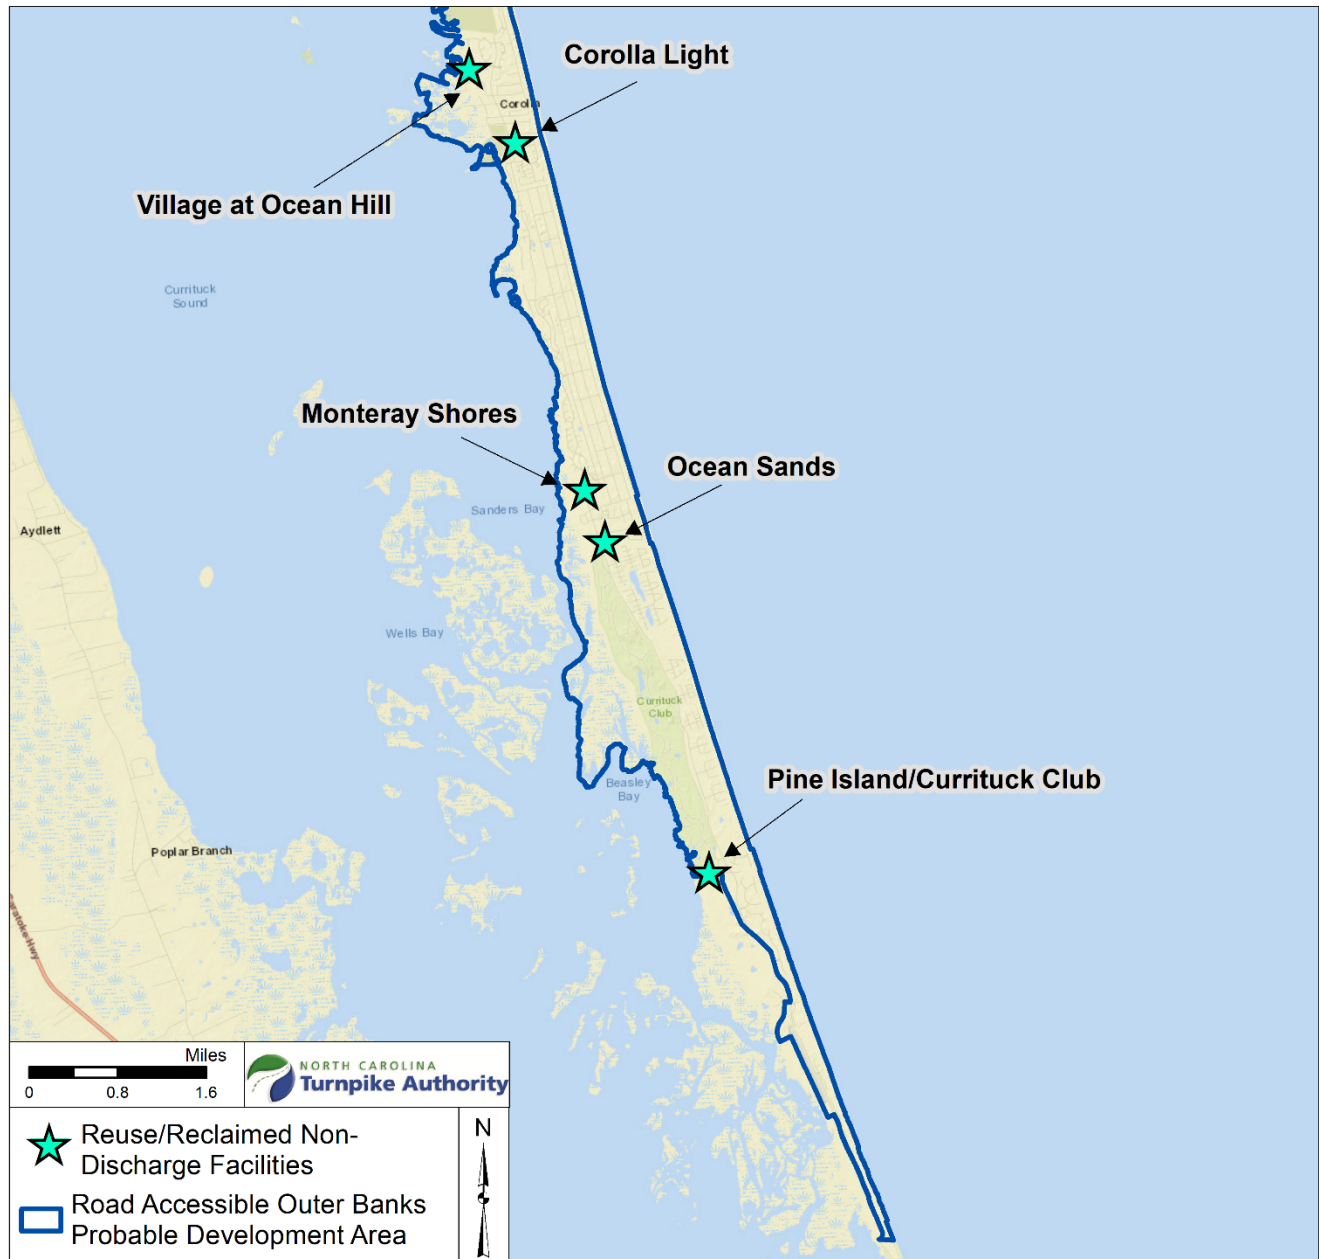 Corolla Light
Corolla
Village at Ocean Hill
Currituck
Sound
Monteray Shores
Ocean Sands
Sanders Bay
Aydlett
Wells Bay
Currituck
Club
Pine Island/Currituck Club
Beasley
Bay
Poplar Branch
Caratoke Hwy
Miles
0 0.8 1.6
NORTH CAROLINA
Turnpike Authority
Reuse/Reclaimed Non-
Discharge Facilities
N
Road Accessible Outer Banks
Probable Development Area